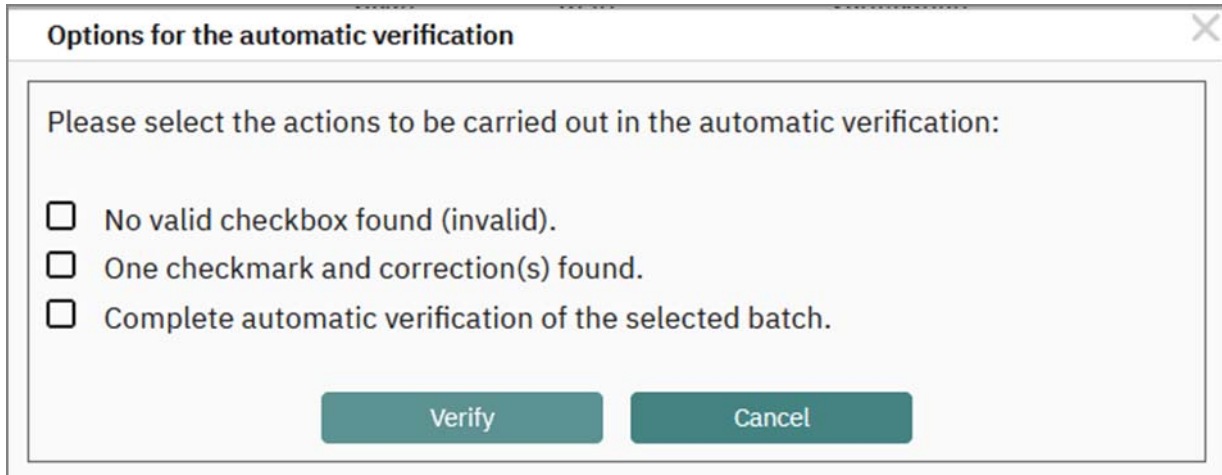 Options for the automatic verification
Please select the actions to be carried out in the automatic verification:
No valid checkbox found (invalid).
One checkmark and correction(s) found.
Complete automatic verification of the selected batch.
Verify Cancel